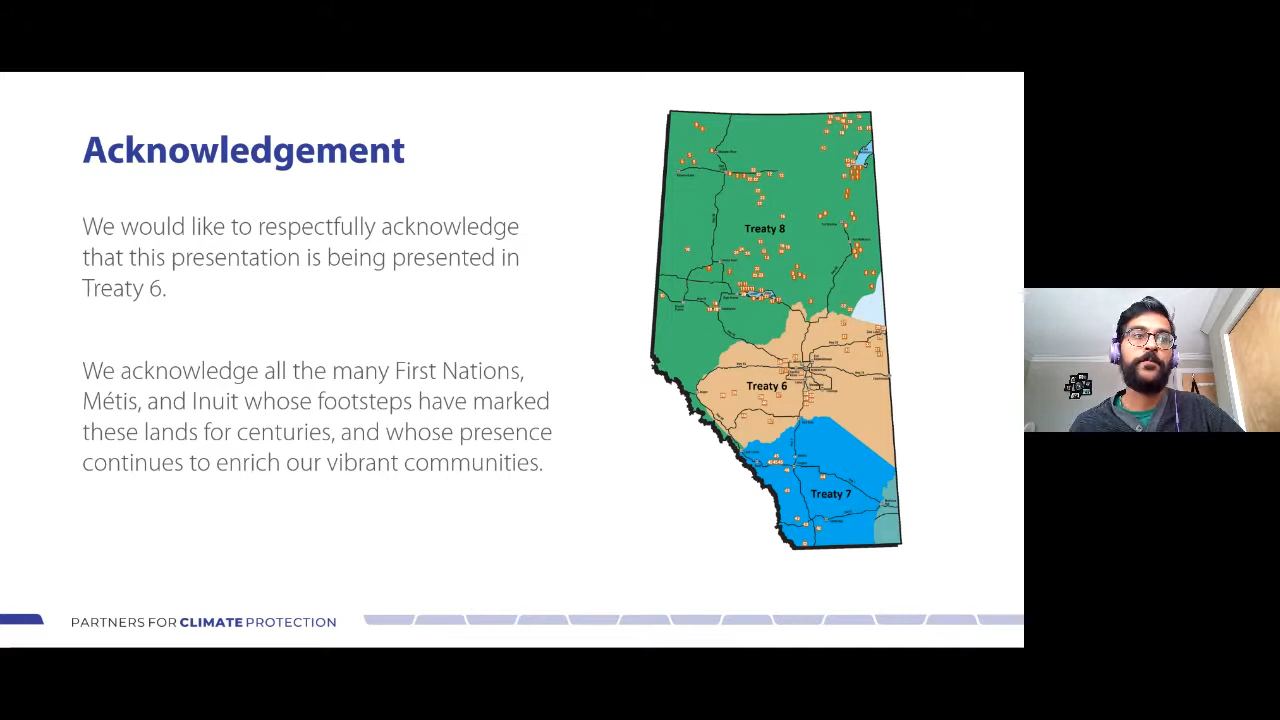 Acknowledgement
We would like to respectfully acknowledge
that this presentation is being presented in
Treaty 6.
We acknowledge all the many First Nations,
Métis, and Inuit whose footsteps have marked
these lands for centuries, and whose presence
continues to enrich our vibrant communities.
Treaty 8
Treaty 6
Treaty 7
PARTNERS FOR CLIMATE PROTECTION